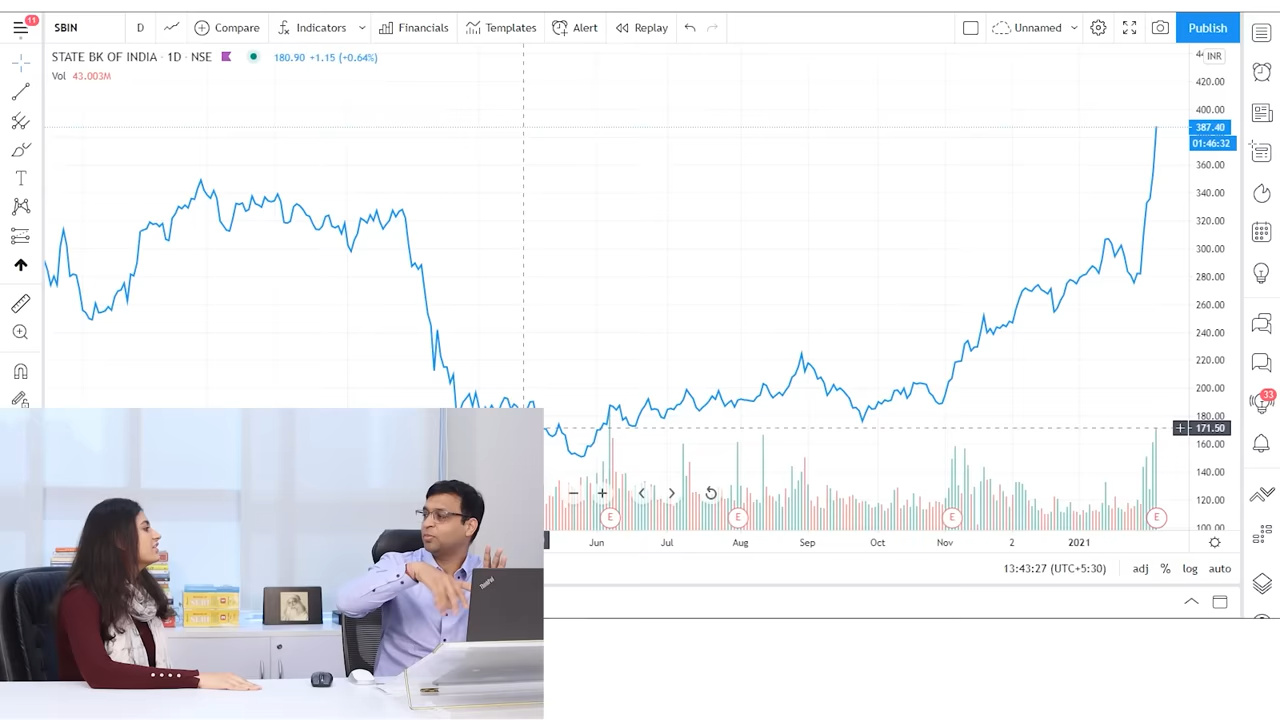 11
SBIN
D
Compare
Indicators
Financials
Templates
Alert
Replay
Unnamed
Publish
STATE BK OF INDIA · 1D · NSE
180.90 +1.15 (+0.64%)
Vol 43.003M
INR
420.00
400.00
387.40
01:46:32
360.00
340.00
320.00
300.00
280.00
260.00
240.00
220.00
200.00
180.00
171.50
160.00
140.00
120.00
100.00
33
E
E
E
E
Jun
Jul
Aug
Sep
Oct
Nov
2
2021
13:43:27 (UTC+5:30)
adj
%
log
auto
ThinkPad